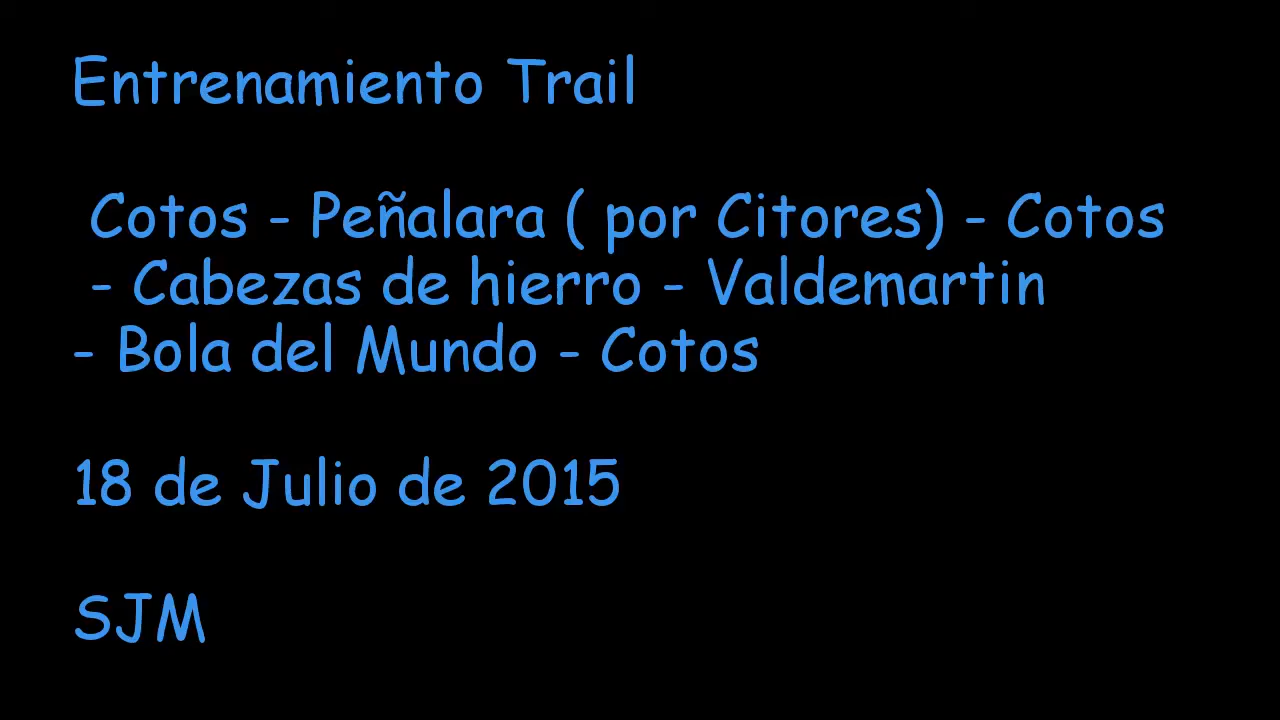 Entrenamiento Trail
Cotos - Peñalara ( por Citores) - Cotos
- Cabezas de hierro - Valdemartin
- Bola del Mundo - Cotos
18 de Julio de 2015
SJM